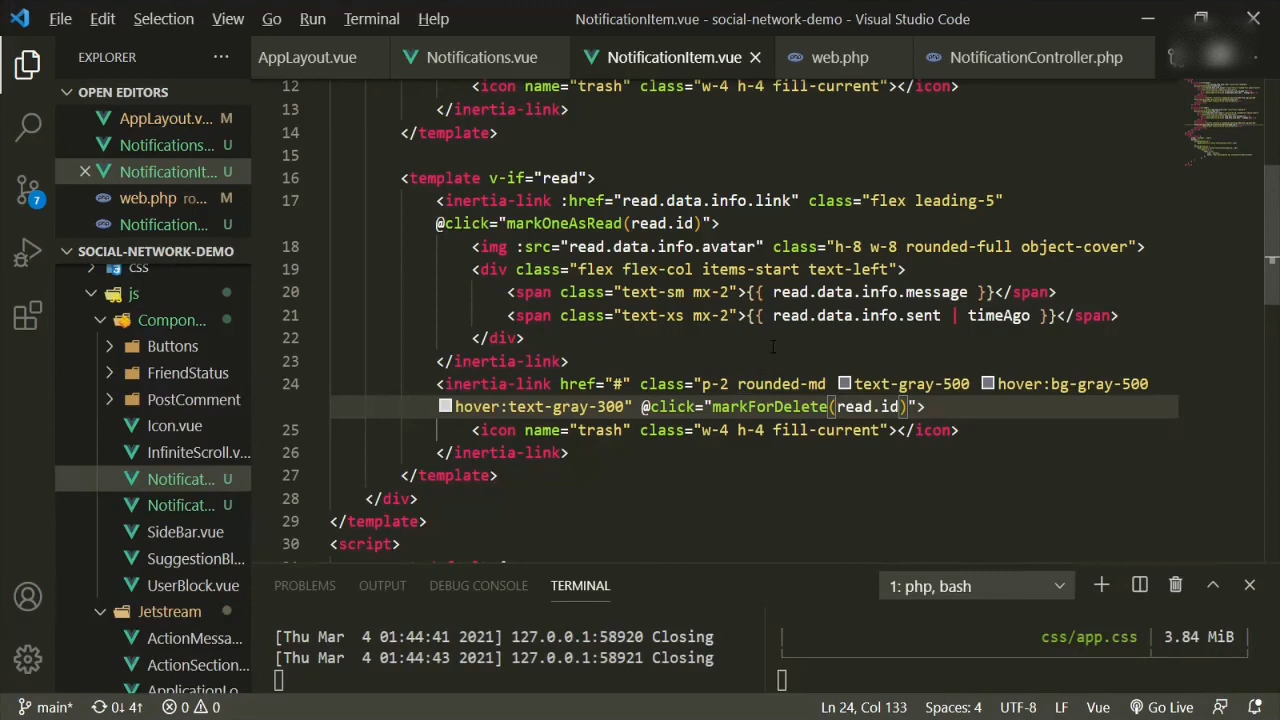 File Edit Selection View Go Run Terminal Help NotificationItem.vue - social-network-demo - Visual Studio Code
EXPLORER ...
AppLayout.vue Notifications.vue NotificationItem.vue web.php NotificationController.php
OPEN EDITORS
AppLayout.v... M
Notifications... U
NotificationIt... U
web.php ro... M
Notification... U
SOCIAL-NETWORK-DEMO
css
js
Compon...
Buttons
FriendStatus
PostComment
Icon.vue
InfiniteScroll.v...
Notificat... U
Notificat... U
SideBar.vue
SuggestionBl...
UserBlock.vue
Jetstream
ActionMessa...
ActionSection...
ApplicationLo...
12 <icon name="trash" class="w-4 h-4 fill-current"></icon>
13 </inertia-link>
14 </template>
15
16 <template v-if="read">
17 <inertia-link :href="read.data.info.link" class="flex leading-5"
@click="markOneAsRead(read.id)">
18 <img :src="read.data.info.avatar" class="h-8 w-8 rounded-full object-cover">
19 <div class="flex flex-col items-start text-left">
20 <span class="text-sm mx-2">{{ read.data.info.message }}</span>
21 <span class="text-xs mx-2">{{ read.data.info.sent | timeAgo }}</span>
22 </div>
23 </inertia-link>
24 <inertia-link href="#" class="p-2 rounded-md text-gray-500 hover:bg-gray-500
hover:text-gray-300" @click="markForDelete(read.id)">
25 <icon name="trash" class="w-4 h-4 fill-current"></icon>
26 </inertia-link>
27 </template>
28 </div>
29 </template>
30 <script>
PROBLEMS OUTPUT DEBUG CONSOLE TERMINAL 1: php, bash
[Thu Mar 4 01:44:41 2021] 127.0.0.1:58920 Closing
[Thu Mar 4 01:44:43 2021] 127.0.0.1:58921 Closing
css/app.css | 3.84 MiB
7
main* 0↓ 4↑ 0 0 Ln 24, Col 133 Spaces: 4 UTF-8 LF Vue Go Live